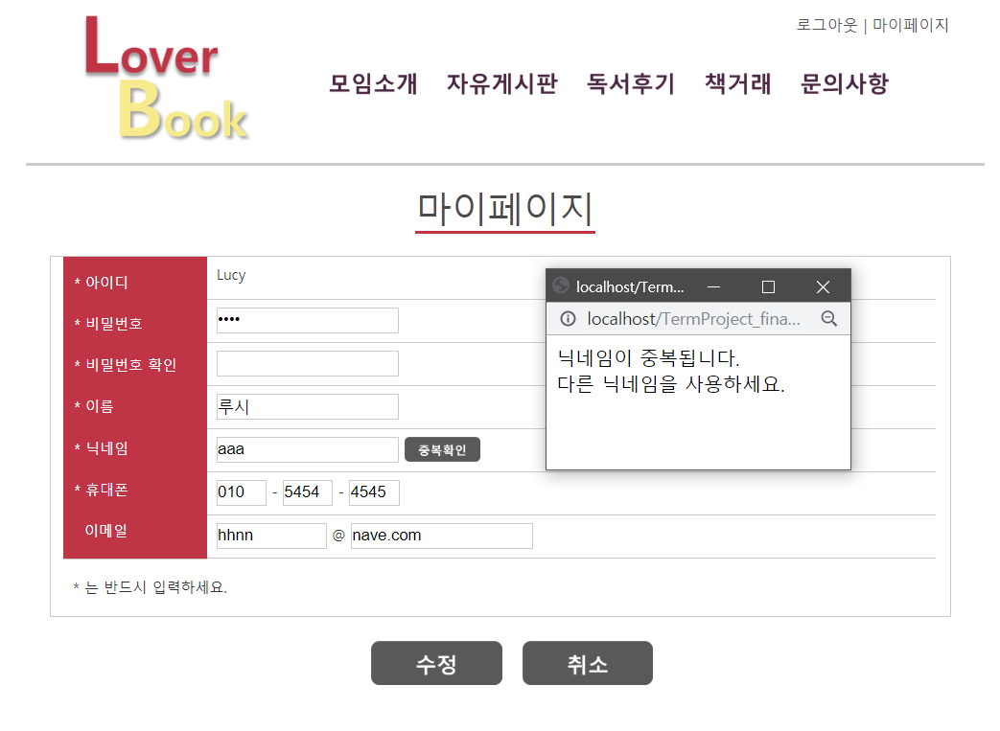 로그아웃 | 마이페이지
Lover
Book
모임소개 자유게시판 독서후기 책거래 문의사항
마이페이지
* 아이디 Lucy
* 비밀번호 ••••
* 비밀번호 확인
* 이름 루시
* 닉네임 aaa 중복확인
* 휴대폰 010 - 5454 - 4545
이메일 hhnn @ nave.com
* 는 반드시 입력하세요.
수정 취소
localhost/Term...
localhost/TermProject_fina...
닉네임이 중복됩니다.
다른 닉네임을 사용하세요.